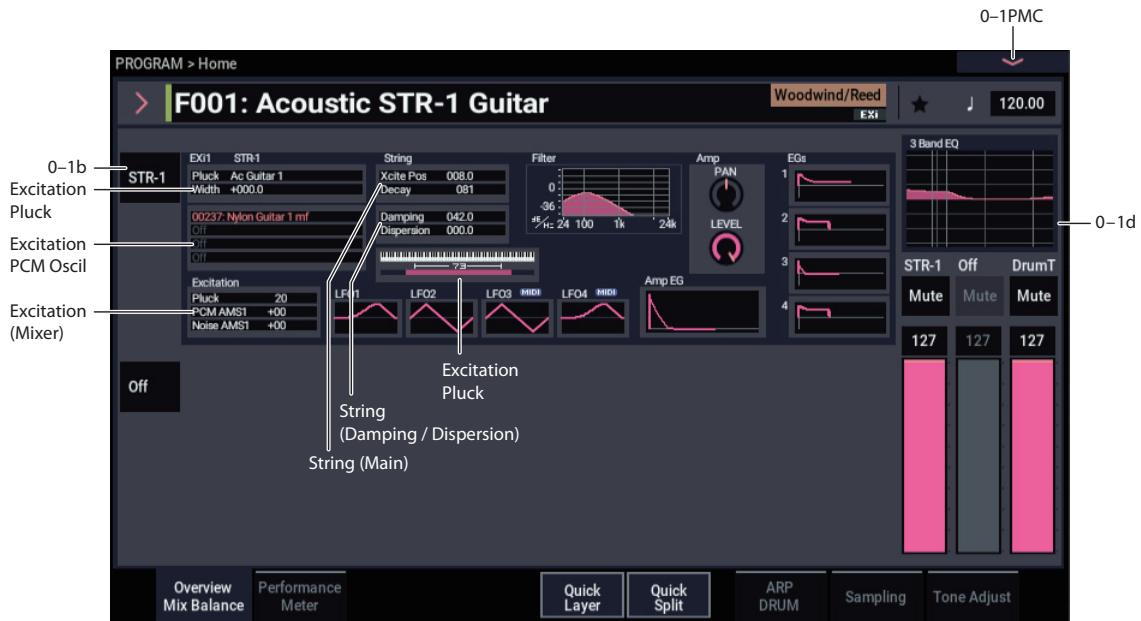 0–1PMC
PROGRAM > Home
F001: Acoustic STR-1 Guitar
Woodwind/Reed
EXi
♩ 120.00
0–1b
Excitation
Pluck
Excitation
PCM Oscil
Excitation
(Mixer)
STR-1
EXi1 STR-1
Pluck Ac Guitar 1
Width +000.0
00237: Nylon Guitar 1 mf
Off
Off
Off
Excitation
Pluck 20
PCM AMS1 +00
Noise AMS1 +00
String
Xcite Pos 008.0
Decay 081
Damping 042.0
Dispersion 000.0
73
LFO1
LFO2
LFO3 MIDI
LFO4 MIDI
Filter
0
-36
dB/Hz 24 100 1k 24k
Amp
PAN
LEVEL
Amp EG
EGs
1
2
3
4
3 Band EQ
0–1d
STR-1 Off DrumT
Mute Mute Mute
127 127 127
Off
Excitation
Pluck
String
(Damping / Dispersion)
String (Main)
Overview
Mix Balance
Performance
Meter
Quick
Layer
Quick
Split
ARP
DRUM
Sampling
Tone Adjust